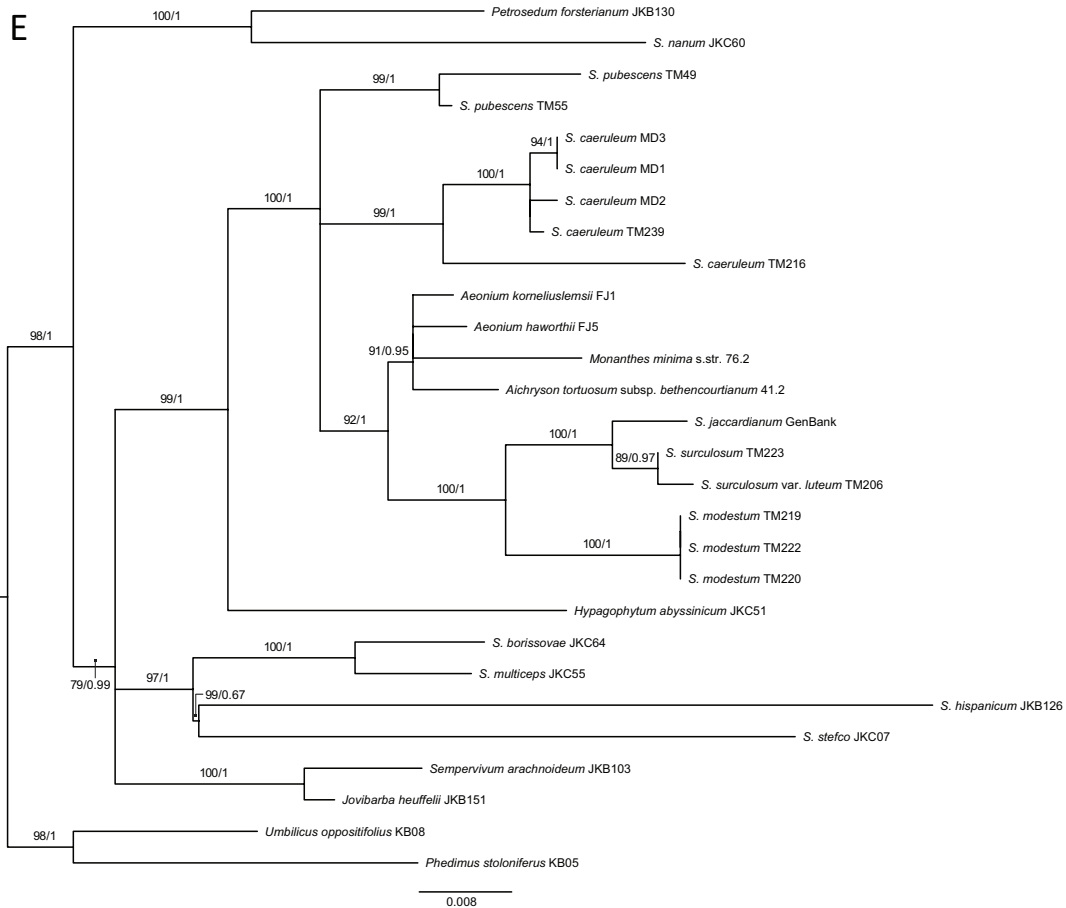 E
100/1
Petrosedum forsterianum JKB130
S. nanum JKC60
99/1
S. pubescens TM49
S. pubescens TM55
94/1
S. caeruleum MD3
S. caeruleum MD1
100/1
S. caeruleum MD2
S. caeruleum TM239
100/1
99/1
S. caeruleum TM216
Aeonium korneliuslemsii FJ1
Aeonium haworthii FJ5
98/1
91/0.95
Monanthes minima s.str. 76.2
Aichryson tortuosum subsp. bethencourtianum 41.2
99/1
92/1
S. jaccardianum GenBank
100/1
89/0.97
S. surculosum TM223
S. surculosum var. luteum TM206
100/1
S. modestum TM219
100/1
S. modestum TM222
S. modestum TM220
Hypagophytum abyssinicum JKC51
100/1
S. borissovae JKC64
79/0.99
97/1
S. multiceps JKC55
99/0.67
S. hispanicum JKB126
S. stefco JKC07
100/1
Sempervivum arachnoideum JKB103
Jovibarba heuffelii JKB151
98/1
Umbilicus oppositifolius KB08
Phedimus stoloniferus KB05
0.008